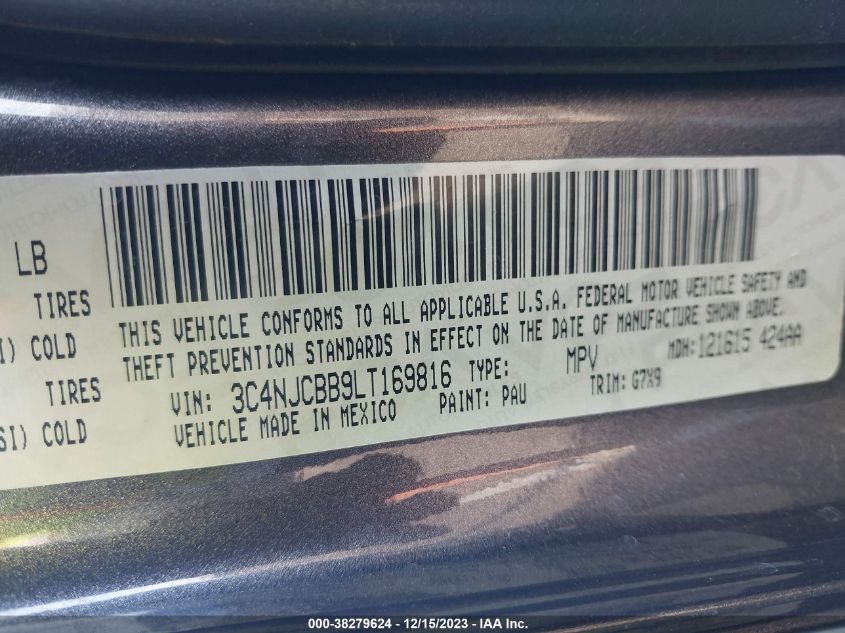 LB
TIRES
I) COLD
TIRES
SI) COLD
THIS VEHICLE CONFORMS TO ALL APPLICABLE U.S.A. FEDERAL MOTOR VEHICLE SAFETY AND
THEFT PREVENTION STANDARDS IN EFFECT ON THE DATE OF MANUFACTURE SHOWN ABOVE.
VIN: 3C4NJCBB9LT169816 TYPE: MPV MDH:121615 424AA
VEHICLE MADE IN MEXICO PAINT: PAU TRIM: G7X9
000-38279624 - 12/15/2023 - IAA Inc.